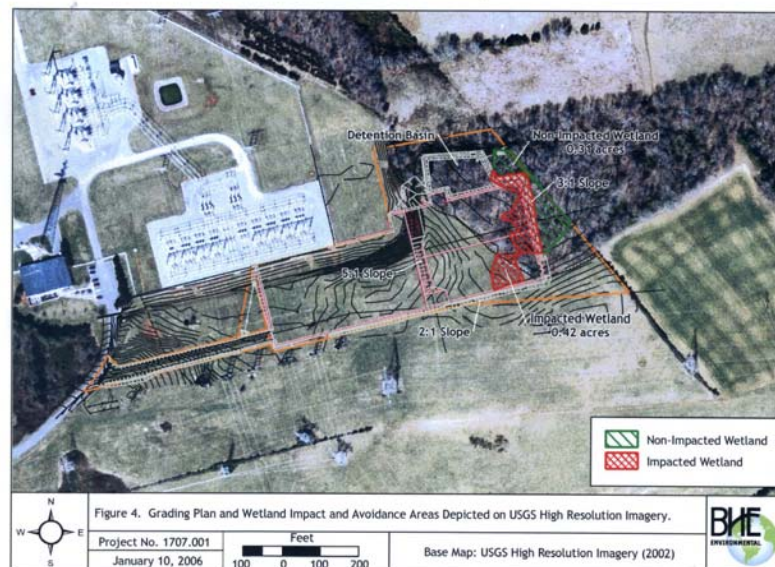 Detention Basin
Non-Impacted Wetland
0.31 acres
3:1 Slope
5:1 Slope
2:1 Slope
Impacted Wetland
0.42 acres
Non-Impacted Wetland
Impacted Wetland
N
W
E
S
Figure 4. Grading Plan and Wetland Impact and Avoidance Areas Depicted on USGS High Resolution Imagery.
Project No. 1707.001
January 10, 2006
Feet
100 0 100 200
Base Map: USGS High Resolution Imagery (2002)
BHE
ENVIRONMENTAL